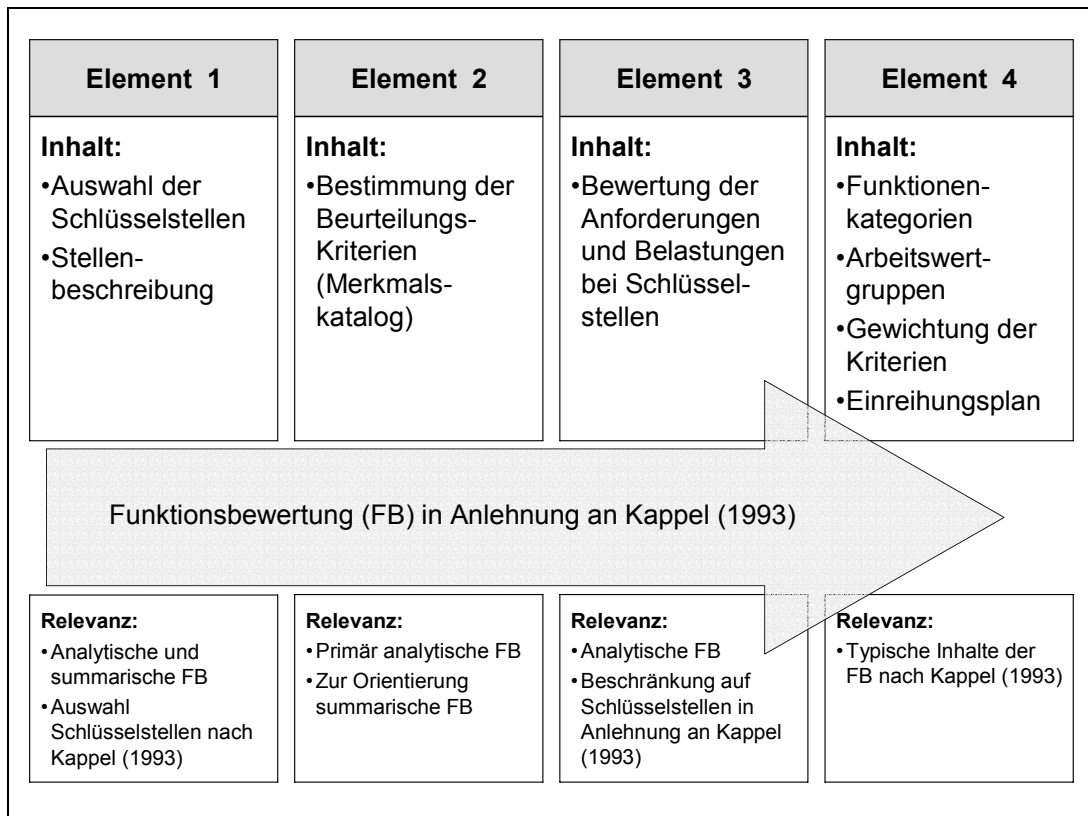 Element 1
Inhalt:
•Auswahl der
Schlüsselstellen
•Stellen-
beschreibung
Element 2
Inhalt:
•Bestimmung der
Beurteilungs-
Kriterien
(Merkmals-
katalog)
Element 3
Inhalt:
•Bewertung der
Anforderungen
und Belastungen
bei Schlüssel-
stellen
Element 4
Inhalt:
•Funktionen-
kategorien
•Arbeitswert-
gruppen
•Gewichtung der
Kriterien
•Einreihungsplan
Funktionsbewertung (FB) in Anlehnung an Kappel (1993)
Relevanz:
•Analytische und
summarische FB
•Auswahl
Schlüsselstellen nach
Kappel (1993)
Relevanz:
•Primär analytische FB
•Zur Orientierung
summarische FB
Relevanz:
•Analytische FB
•Beschränkung auf
Schlüsselstellen in
Anlehnung an Kappel
(1993)
Relevanz:
•Typische Inhalte der
FB nach Kappel (1993)